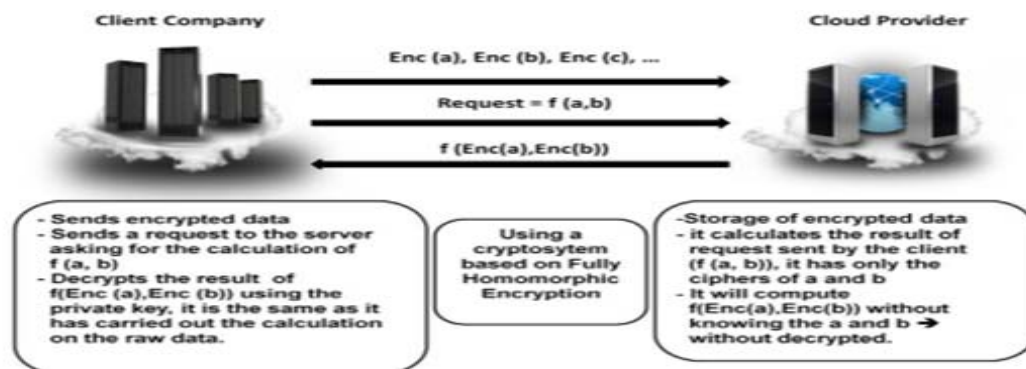 Client Company
Cloud Provider
Enc (a), Enc (b), Enc (c), ...
Request = f (a,b)
f (Enc(a),Enc(b))
- Sends encrypted data
- Sends a request to the server
asking for the calculation of
f (a, b)
- Decrypts the result of
f(Enc (a),Enc (b)) using the
private key, it is the same as it
has carried out the calculation
on the raw data.
Using a
cryptosytem
based on Fully
Homomorphic
Encryption
-Storage of encrypted data
- it calculates the result of
request sent by the client
(f (a, b)), it has only the
ciphers of a and b
- It will compute
f(Enc(a),Enc(b)) without
knowing the a and b ➔
without decrypted.